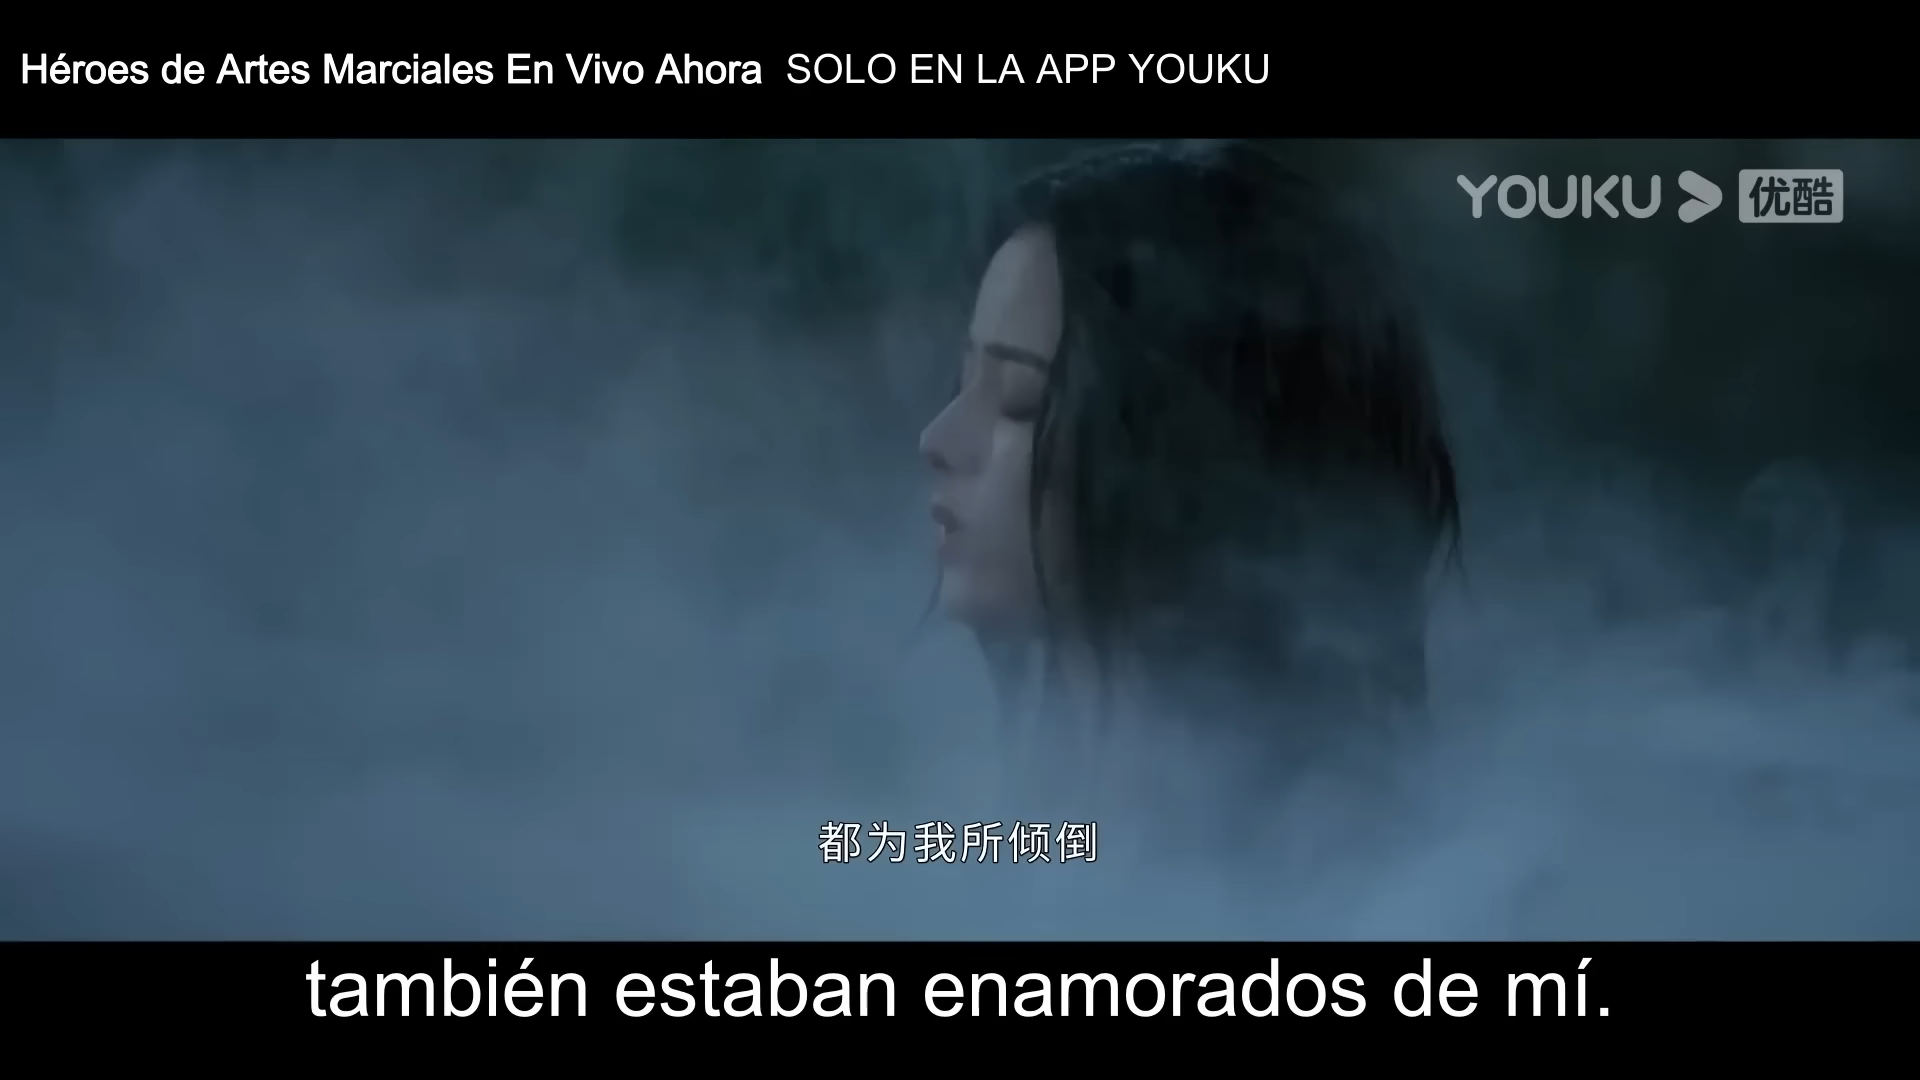 Héroes de Artes Marciales En Vivo Ahora SOLO EN LA APP YOUKU
YOUKU 优酷
都为我所倾倒
también estaban enamorados de mí.